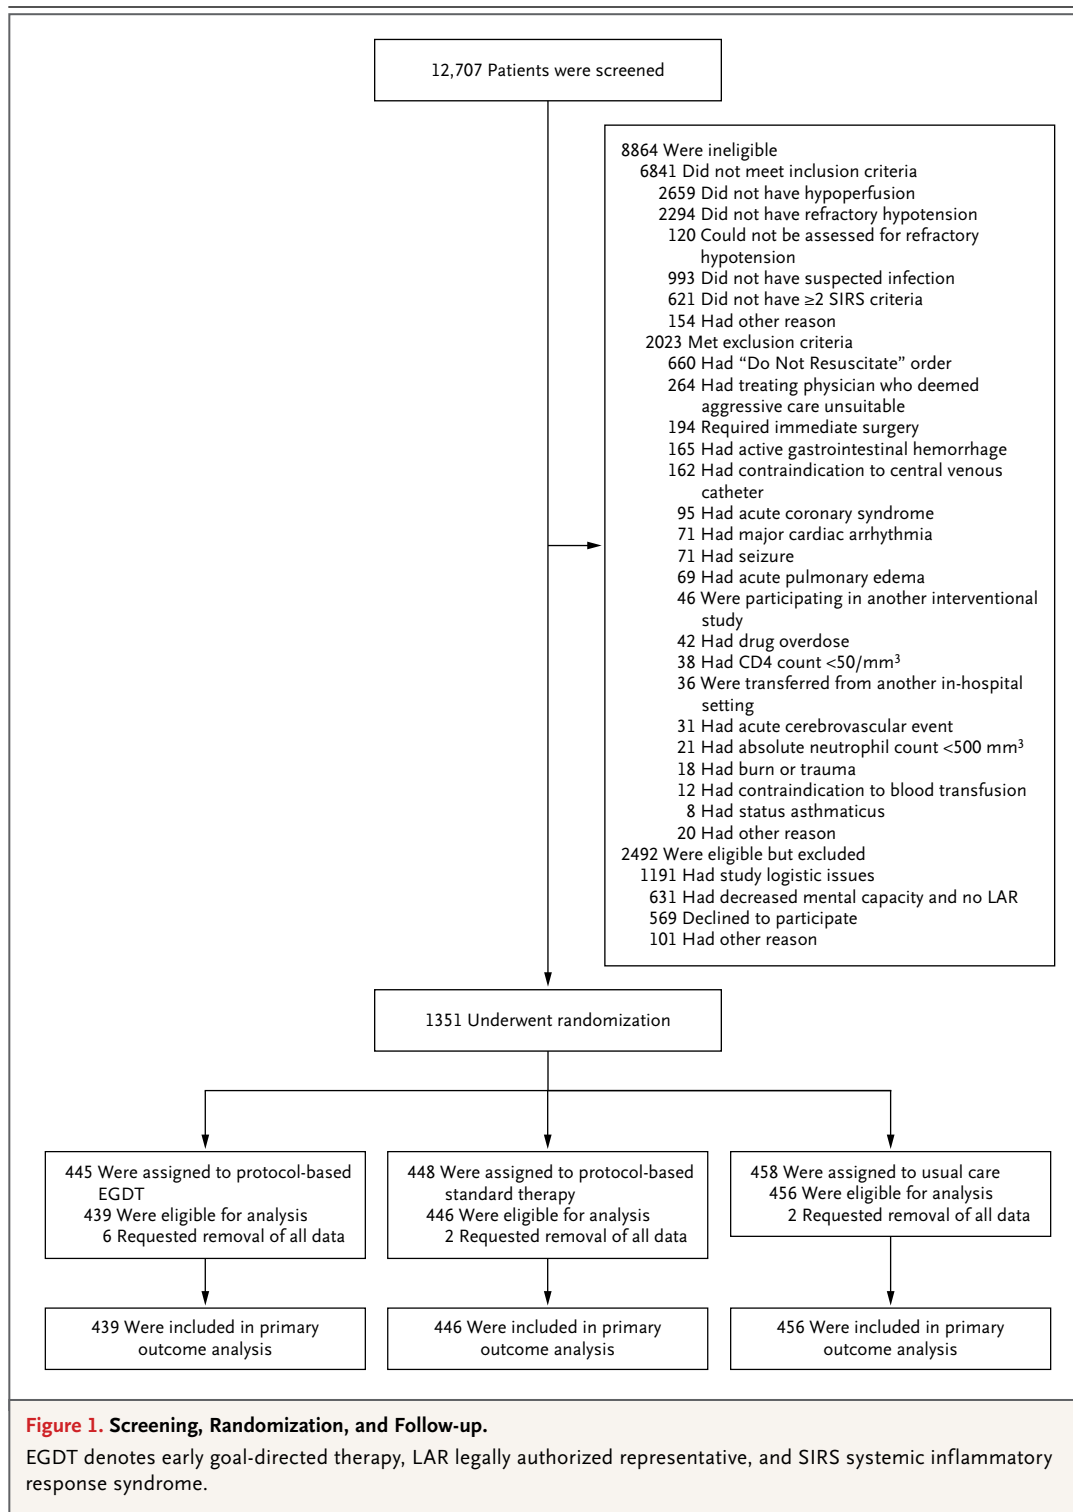 12,707 Patients were screened
8864 Were ineligible
6841 Did not meet inclusion criteria
2659 Did not have hypoperfusion
2294 Did not have refractory hypotension
120 Could not be assessed for refractory
hypotension
993 Did not have suspected infection
621 Did not have ≥2 SIRS criteria
154 Had other reason
2023 Met exclusion criteria
660 Had “Do Not Resuscitate” order
264 Had treating physician who deemed
aggressive care unsuitable
194 Required immediate surgery
165 Had active gastrointestinal hemorrhage
162 Had contraindication to central venous
catheter
95 Had acute coronary syndrome
71 Had major cardiac arrhythmia
71 Had seizure
69 Had acute pulmonary edema
46 Were participating in another interventional
study
42 Had drug overdose
38 Had CD4 count <50/mm³
36 Were transferred from another in-hospital
setting
31 Had acute cerebrovascular event
21 Had absolute neutrophil count <500 mm³
18 Had burn or trauma
12 Had contraindication to blood transfusion
8 Had status asthmaticus
20 Had other reason
2492 Were eligible but excluded
1191 Had study logistic issues
631 Had decreased mental capacity and no LAR
569 Declined to participate
101 Had other reason
1351 Underwent randomization
445 Were assigned to protocol-based
EGDT
439 Were eligible for analysis
6 Requested removal of all data
448 Were assigned to protocol-based
standard therapy
446 Were eligible for analysis
2 Requested removal of all data
458 Were assigned to usual care
456 Were eligible for analysis
2 Requested removal of all data
439 Were included in primary
outcome analysis
446 Were included in primary
outcome analysis
456 Were included in primary
outcome analysis
Figure 1. Screening, Randomization, and Follow-up.
EGDT denotes early goal-directed therapy, LAR legally authorized representative, and SIRS systemic inflammatory
response syndrome.